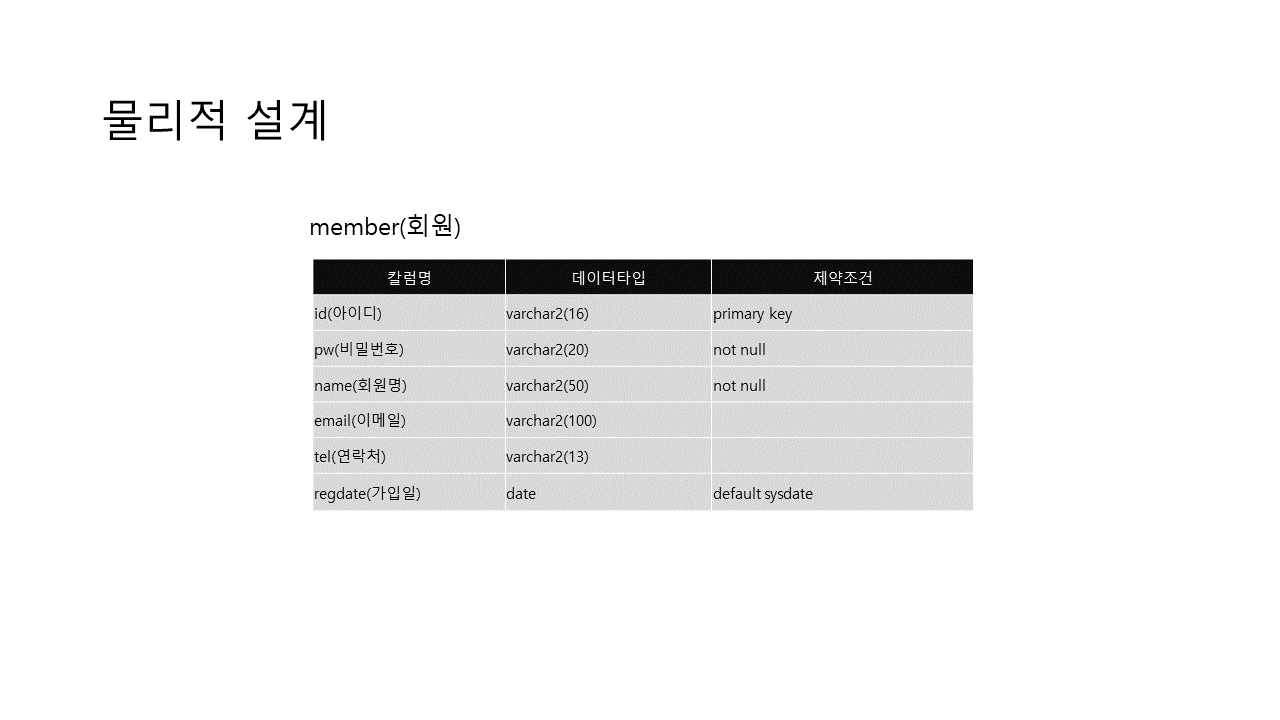 물리적 설계
member(회원)
칼럼명 데이터타입 제약조건
id(아이디) varchar2(16) primary key
pw(비밀번호) varchar2(20) not null
name(회원명) varchar2(50) not null
email(이메일) varchar2(100)
tel(연락처) varchar2(13)
regdate(가입일) date default sysdate